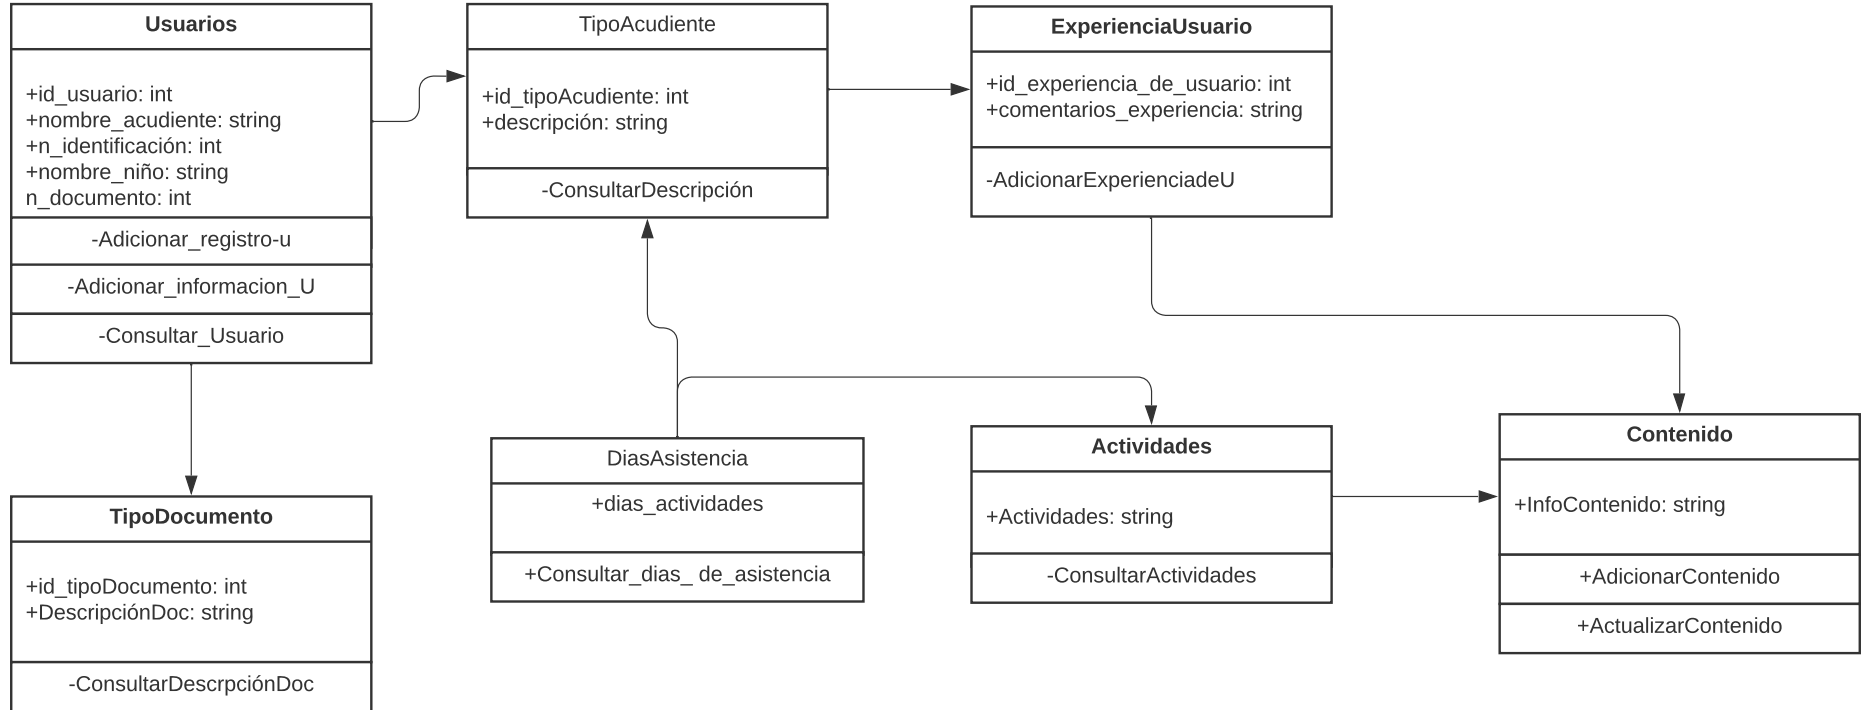 Usuarios
+id_usuario: int
+nombre_acudiente: string
+n_identificación: int
+nombre_niño: string
n_documento: int
-Adicionar_registro-u
-Adicionar_informacion_U
-Consultar_Usuario
TipoAcudiente
+id_tipoAcudiente: int
+descripción: string
-ConsultarDescripción
ExperienciaUsuario
+id_experiencia_de_usuario: int
+comentarios_experiencia: string
-AdicionarExperienciadeU
TipoDocumento
+id_tipoDocumento: int
+DescripciónDoc: string
-ConsultarDescrpciónDoc
DiasAsistencia
+dias_actividades
+Consultar_dias_ de_asistencia
Actividades
+Actividades: string
-ConsultarActividades
Contenido
+InfoContenido: string
+AdicionarContenido
+ActualizarContenido